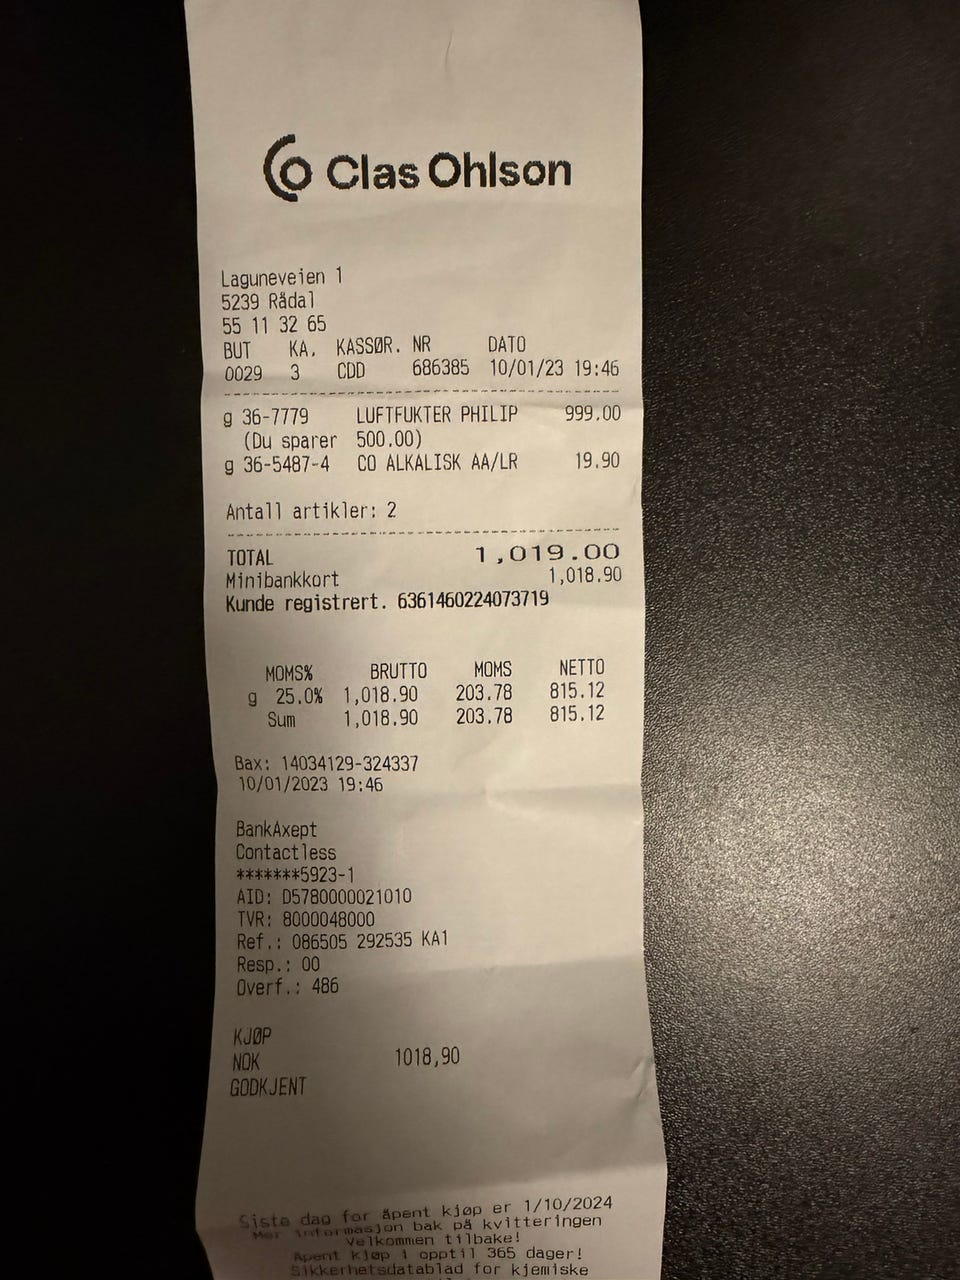 Clas Ohlson
Laguneveien 1
5239 Rådal
55 11 32 65
BUT KA. KASSØR. NR DATO
0029 3 CDD 686385 10/01/23 19:46
g 36-7779 LUFTFUKTER PHILIP 999.00
(Du sparer 500.00)
g 36-5487-4 CO ALKALISK AA/LR 19.90
Antall artikler: 2
TOTAL 1,019.00
Minibankkort 1,018.90
Kunde registrert. 6361460224073719
MOMS% BRUTTO MOMS NETTO
g 25.0% 1,018.90 203.78 815.12
Sum 1,018.90 203.78 815.12
Bax: 14034129-324337
10/01/2023 19:46
BankAxept
Contactless
*******5923-1
AID: D5780000021010
TVR: 8000048000
Ref.: 086505 292535 KA1
Resp.: 00
Overf.: 486
KJØP
NOK 1018,90
GODKJENT
Siste dag for åpent kjøp er 1/10/2024
Mer informasjon bak på kvitteringen
Velkommen tilbake!
Åpent kjøp i opptil 365 dager!
Sikkerhetsdatablad for kjemiske